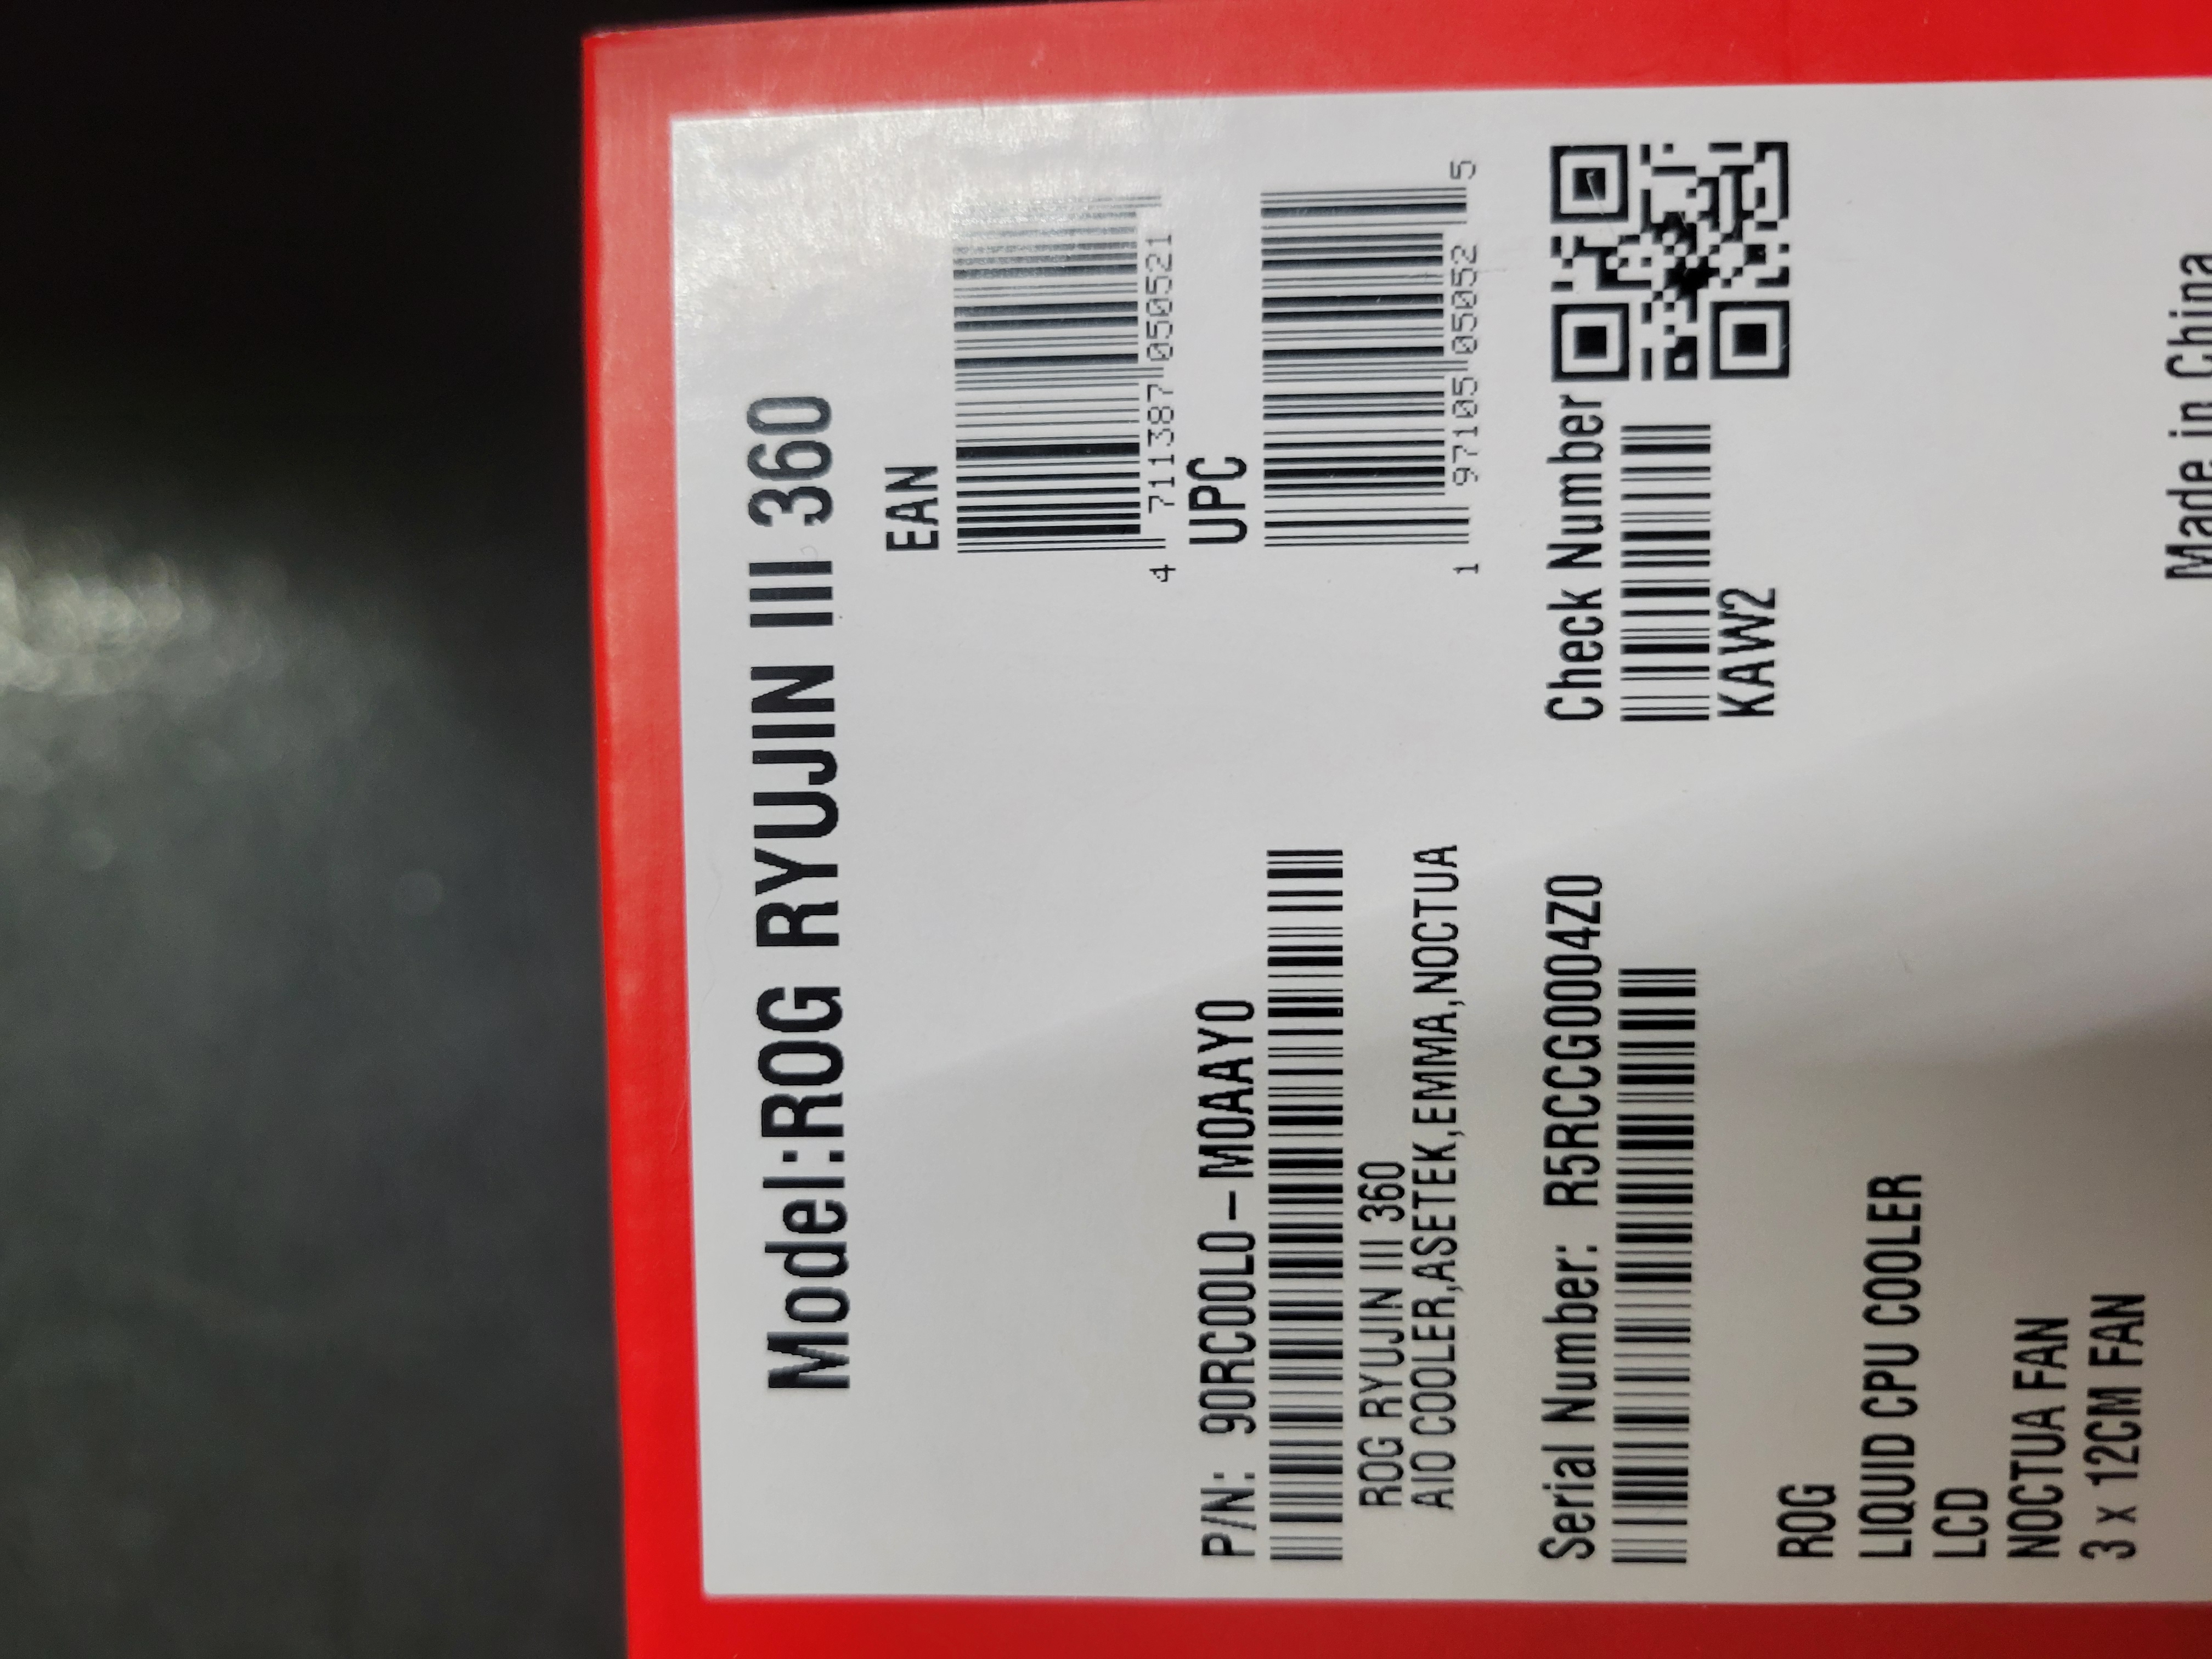 Model:ROG RYUJIN III 360
EAN
4 711387 050521
P/N: 90RC00L0-M0AAY0
UPC
1 97105 05052 5
ROG RYUJIN III 360
AIO COOLER,ASETEK,EMMA,NOCTUA
Serial Number: R5RCCG0004Z0
Check Number
KAW2
ROG
LIQUID CPU COOLER
LCD
NOCTUA FAN
3 x 12CM FAN
Made in China